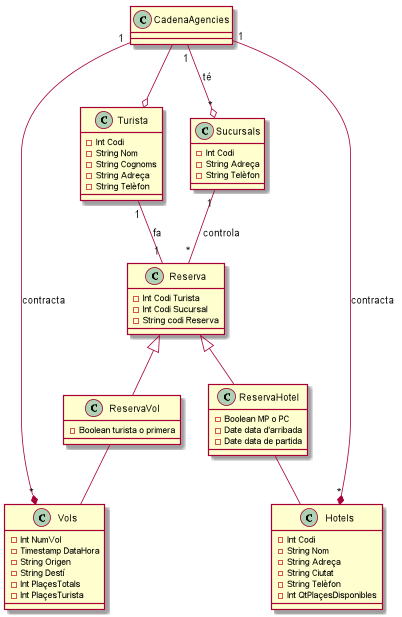 C CadenaAgencies
1
1
1
té
*
C Turista
Int Codi
String Nom
String Cognoms
String Adreça
String Telèfon
C Sucursals
Int Codi
String Adreça
String Telèfon
1
fa
1
1
controla
*
C Reserva
Int Codi Turista
Int Codi Sucursal
String codi Reserva
contracta
contracta
C ReservaVol
Boolean turista o primera
C ReservaHotel
Boolean MP o PC
Date data d'arribada
Date data de partida
*
*
C Vols
Int NumVol
Timestamp DataHora
String Origen
String Destí
Int PlaçesTotals
Int PlaçesTurista
C Hotels
Int Codi
String Nom
String Adreça
String Ciutat
String Telèfon
Int QtPlaçesDisponibles